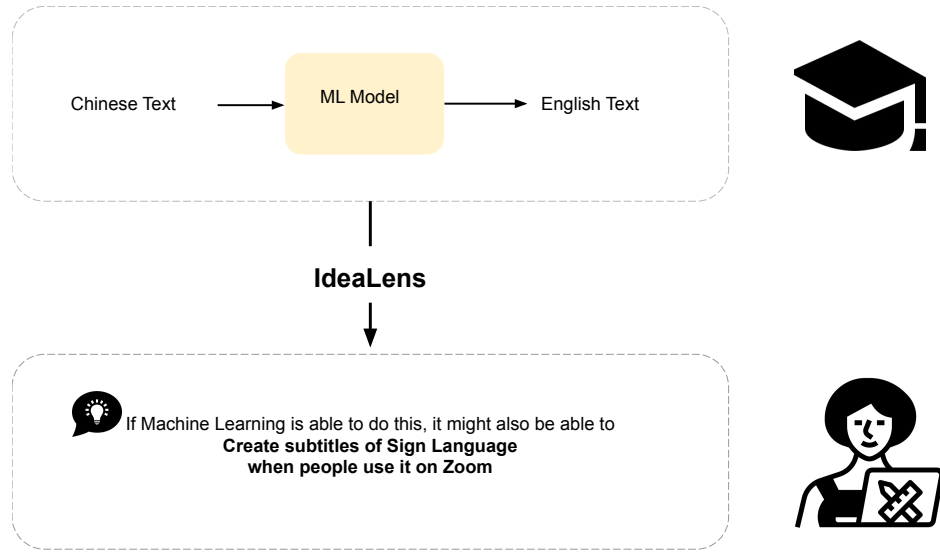 Chinese Text
ML Model
English Text
IdeaLens
If Machine Learning is able to do this, it might also be able to
Create subtitles of Sign Language
when people use it on Zoom